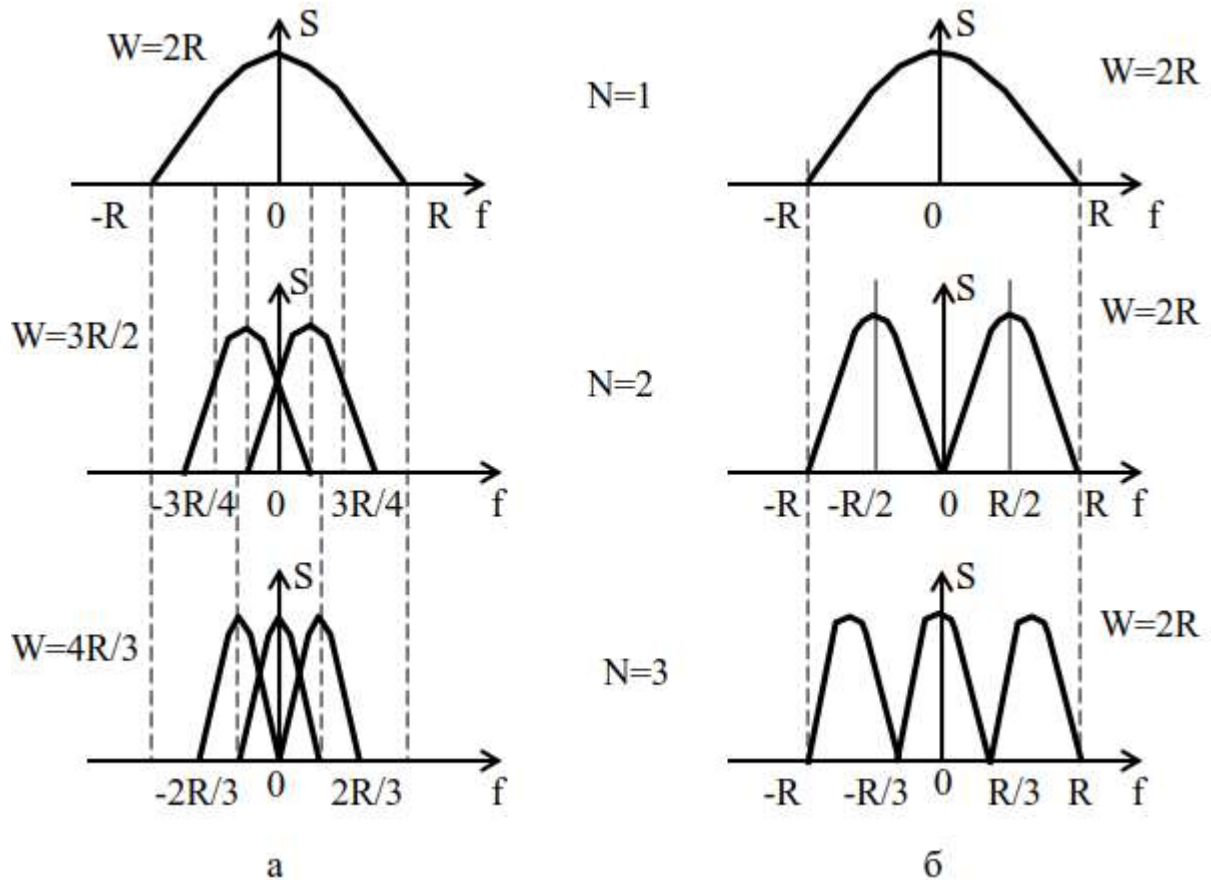 S
W=2R
-R 0 R f
N=1
S
W=2R
-R 0 R f
S
W=3R/2
-3R/4 0 3R/4 f
N=2
S
W=2R
-R -R/2 0 R/2 R f
S
W=4R/3
-2R/3 0 2R/3 f
N=3
S
W=2R
-R -R/3 0 R/3 R f
а
б